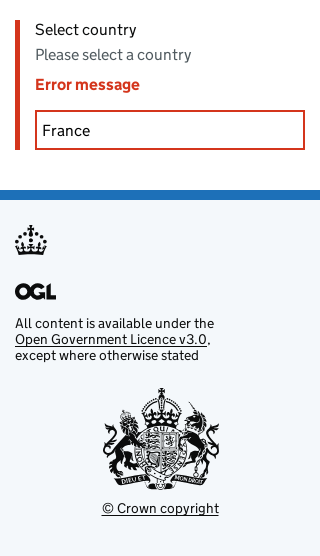 Select country
Please select a country
Error message
France
OGL
All content is available under the
Open Government Licence v3.0,
except where otherwise stated
DIEU ET MON DROIT
© Crown copyright